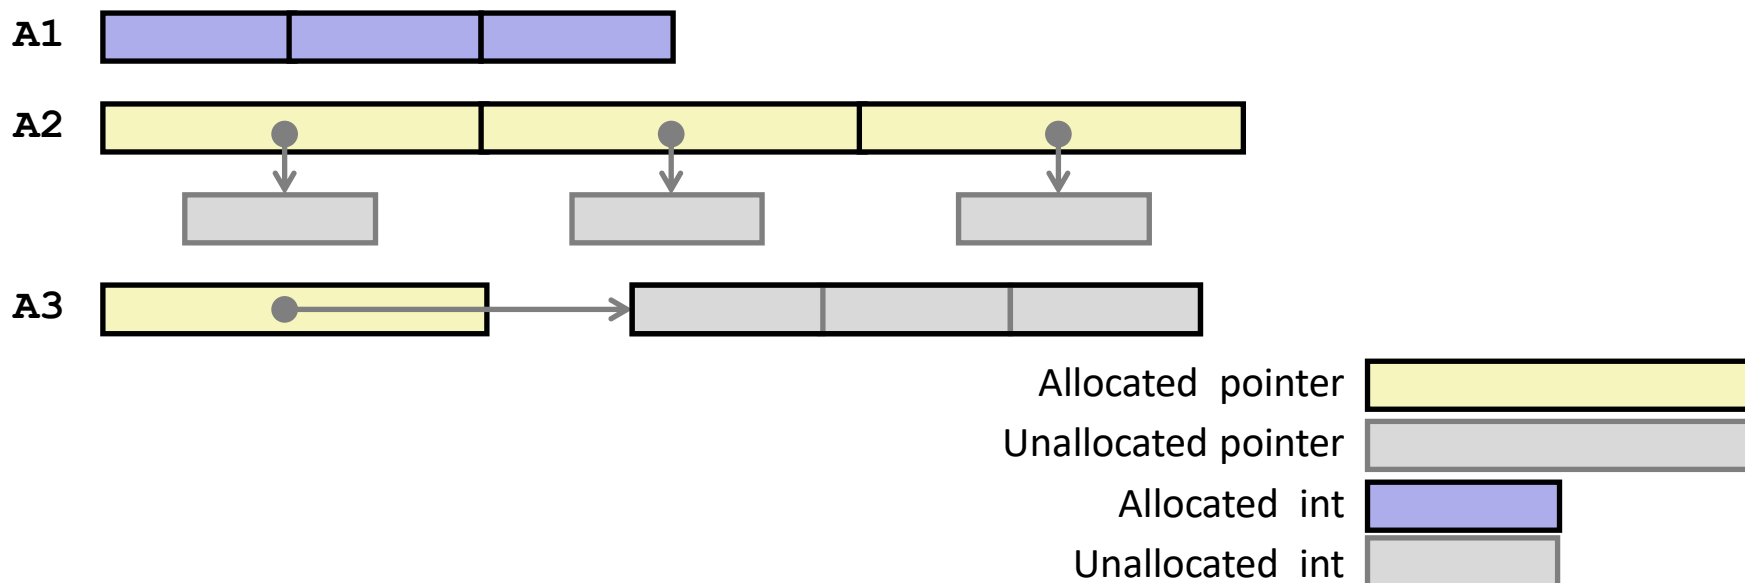 A1
A2
A3
Allocated pointer
Unallocated pointer
Allocated int
Unallocated int